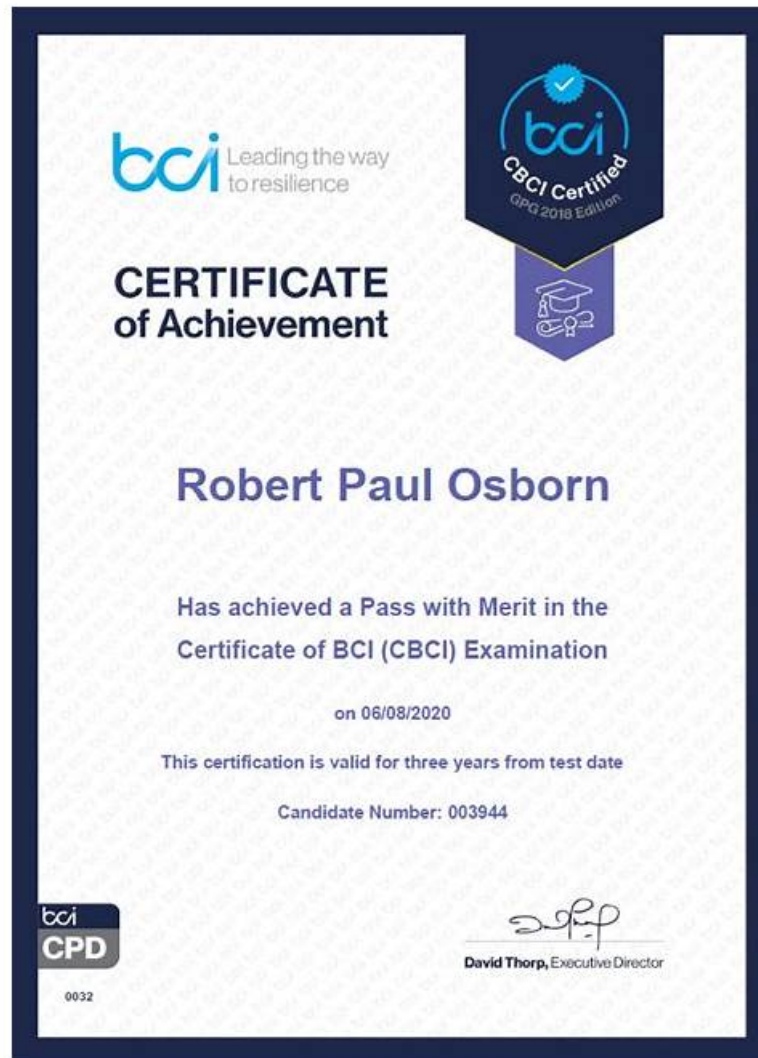 bci Leading the way
to resilience
bci
CBCI Certified
GPG 2018 Edition
CERTIFICATE
of Achievement
Robert Paul Osborn
Has achieved a Pass with Merit in the
Certificate of BCI (CBCI) Examination
on 06/08/2020
This certification is valid for three years from test date
Candidate Number: 003944
bci
CPD
0032
David Thorp, Executive Director